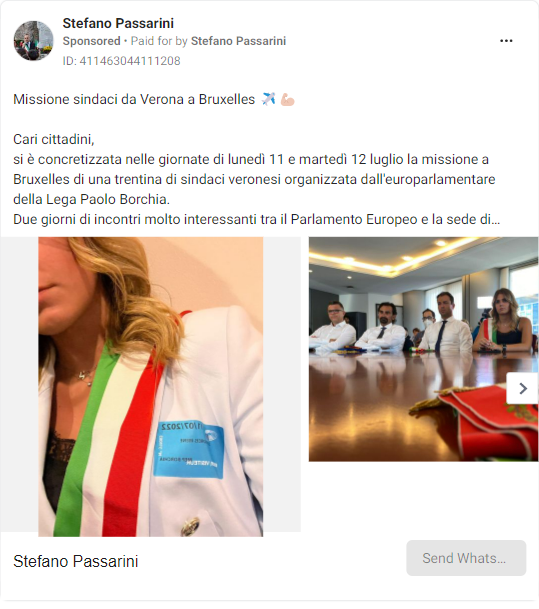 Stefano Passarini
Sponsored • Paid for by Stefano Passarini
ID: 411463044111208
Missione sindaci da Verona a Bruxelles ✈️ 💪🏻
Cari cittadini,
si è concretizzata nelle giornate di lunedì 11 e martedì 12 luglio la missione a
Bruxelles di una trentina di sindaci veronesi organizzata dall'europarlamentare
della Lega Paolo Borchia.
Due giorni di incontri molto interessanti tra il Parlamento Europeo e la sede di...
Stefano Passarini
Send Whats...